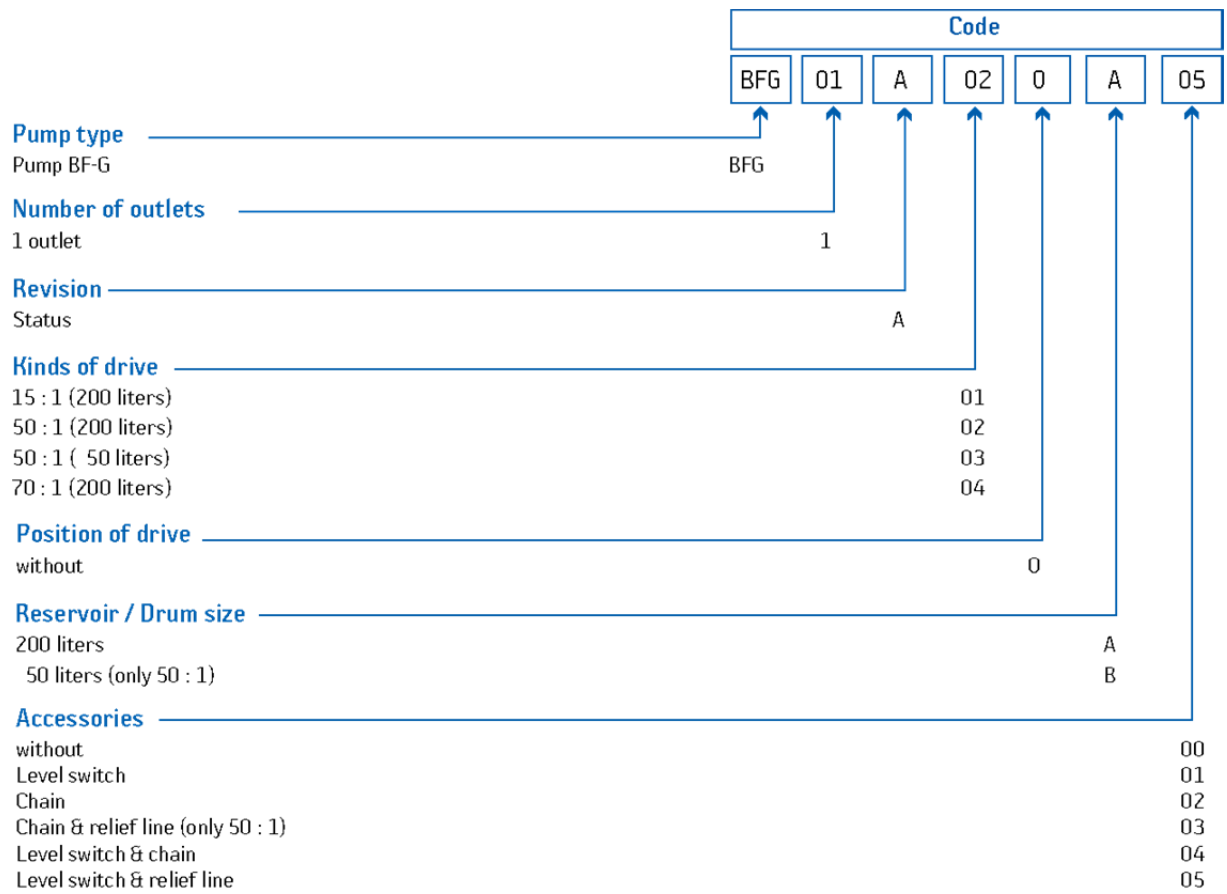 Code
BFG 01 A 02 0 A 05
Pump type
Pump BF-G BFG
Number of outlets
1 outlet 1
Revision
Status A
Kinds of drive
15 : 1 (200 liters) 01
50 : 1 (200 liters) 02
50 : 1 ( 50 liters) 03
70 : 1 (200 liters) 04
Position of drive
without 0
Reservoir / Drum size
200 liters A
50 liters (only 50 : 1) B
Accessories
without 00
Level switch 01
Chain 02
Chain & relief line (only 50 : 1) 03
Level switch & chain 04
Level switch & relief line 05